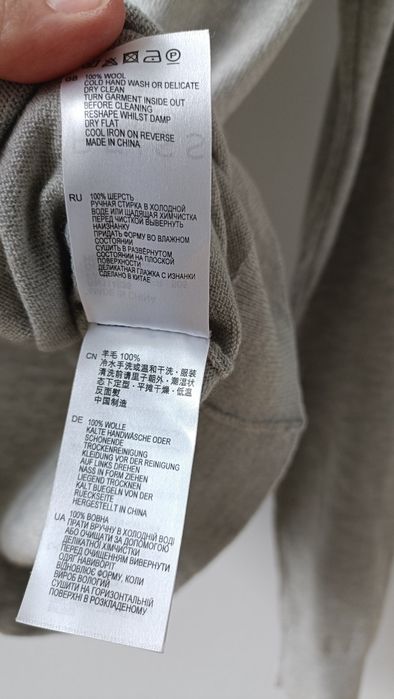 GB 100% WOOL
COLD HAND WASH OR DELICATE
DRY CLEAN
TURN GARMENT INSIDE OUT
BEFORE CLEANING
RESHAPE WHILST DAMP
DRY FLAT
COOL IRON ON REVERSE
MADE IN CHINA
RU 100% ШЕРСТЬ
РУЧНАЯ СТИРКА В ХОЛОДНОЙ
ВОДЕ ИЛИ ЩАДЯЩАЯ ХИМЧИСТКА
ПЕРЕД ЧИСТКОЙ ВЫВЕРНУТЬ
НАИЗНАНКУ
ПРИДАТЬ ФОРМУ ВО ВЛАЖНОМ
СОСТОЯНИИ
СУШИТЬ В РАЗВЁРНУТОМ
СОСТОЯНИИ НА ПЛОСКОЙ
ПОВЕРХНОСТИ
ДЕЛИКАТНАЯ ГЛАЖКА С ИЗНАНКИ
СДЕЛАНО В КИТАЕ
CN 羊毛 100%
冷水手洗或温和干洗,服装
清洗前请里子朝外,潮湿状
态下定型,平摊干燥,低温
反面熨
中国制造
DE 100% WOLLE
KALTE HANDWÄSCHE ODER
SCHONENDE
TROCKENREINIGUNG
KLEIDUNG VOR DER REINIGUNG
AUF LINKS DREHEN
NASS IN FORM ZIEHEN
LIEGEND TROCKNEN
KALT BUEGELN VON DER
RUECKSEITE
HERGESTELLT IN CHINA
UA 100% ВОВНА
ПРАТИ ВРУЧНУ В ХОЛОДНІЙ ВОДІ
АБО ОЧИЩАТИ ЗА ДОПОМОГОЮ
ДЕЛІКАТНОЇ ХІМЧИСТКИ
ПЕРЕД ОЧИЩЕННЯМ ВИВЕРНУТИ
ОДЯГ НАВИВОРІТ
ВІДНОВЛЮЄ ФОРМУ, КОЛИ
ВИРОБ ВОЛОГИЙ
СУШИТИ НА ГОРИЗОНТАЛЬНІЙ
ПОВЕРХНІ В РОЗКЛАДЕНОМУ